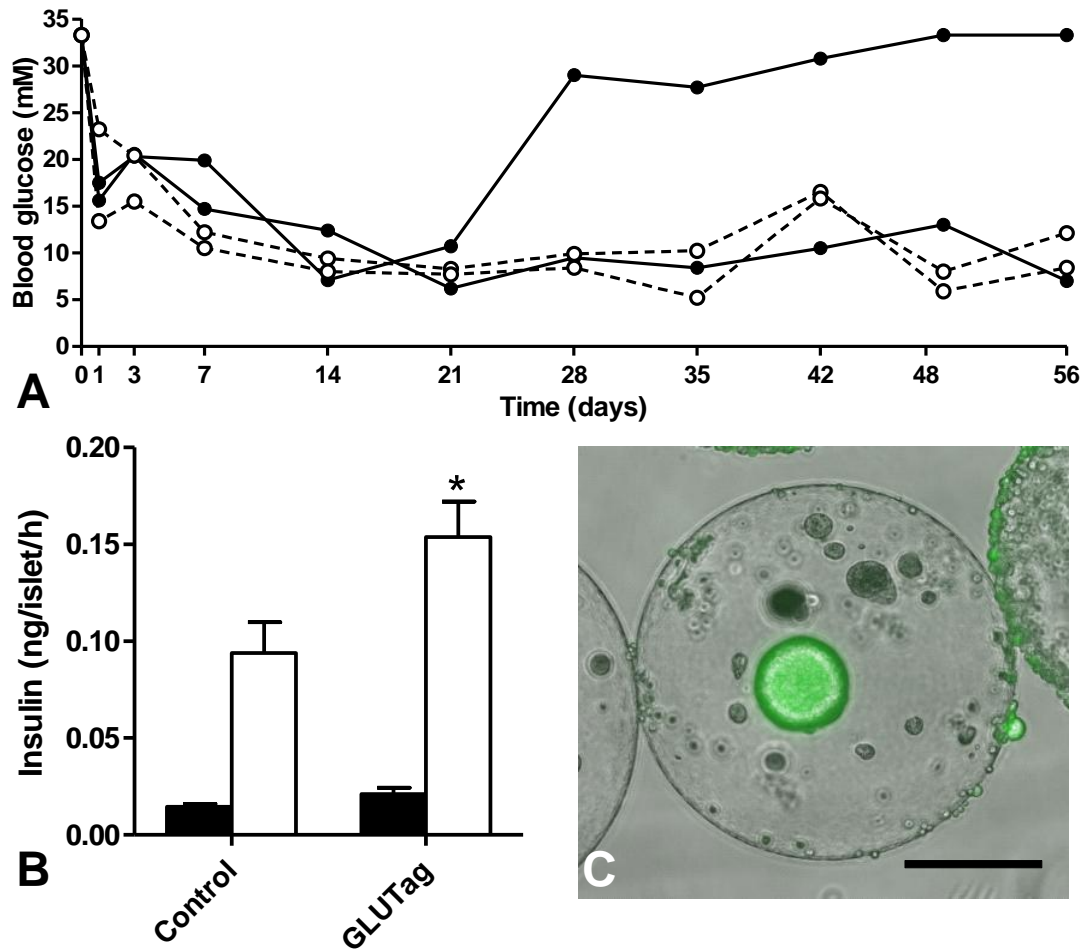 35
30
25
20
15
10
5
0
Blood glucose (mM)
0 1 3 7 14 21 28 35 42 48 56
Time (days)
A
0.20
0.15
0.10
0.05
0.00
Insulin (ng/islet/h)
*
Control
GLUTag
B
C